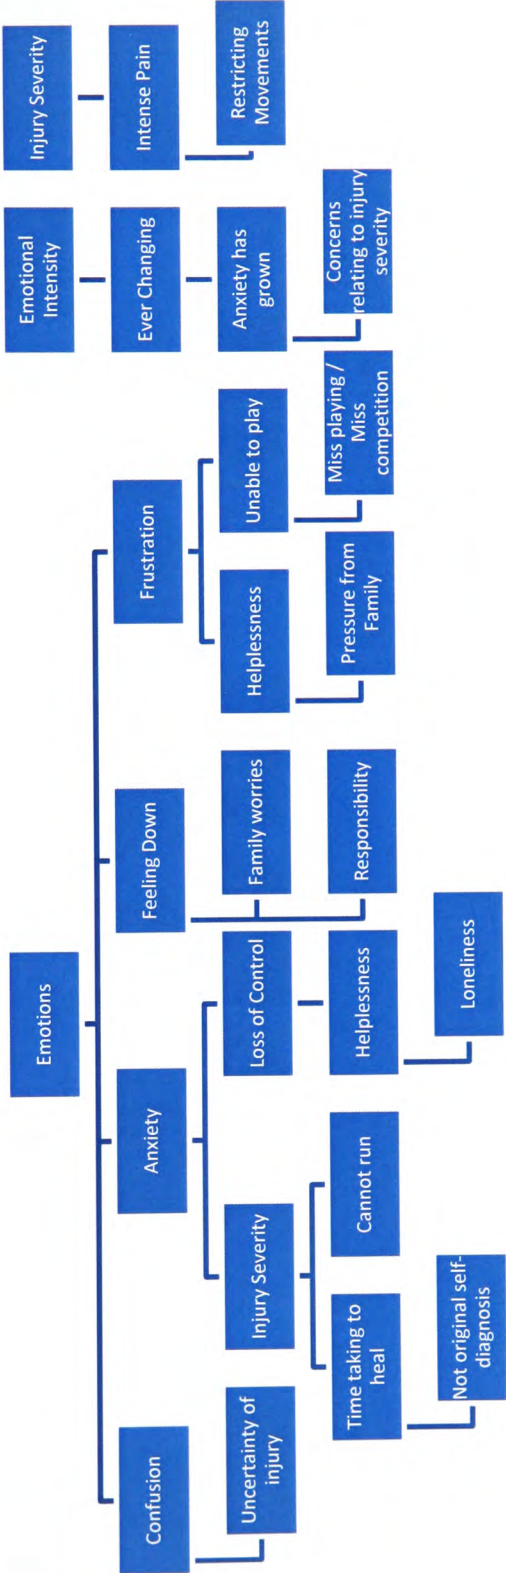 Emotions
Emotional
Intensity
Injury Severity
Confusion
Anxiety
Feeling Down
Frustration
Ever Changing
Intense Pain
Uncertainty of
injury
Injury Severity
Loss of Control
Family worries
Helplessness
Unable to play
Anxiety has
grown
Restricting
Movements
Time taking to
heal
Cannot run
Helplessness
Responsibility
Pressure from
Family
Miss playing /
Miss
competition
Concerns
relating to injury
severity
Not original self-
diagnosis
Loneliness